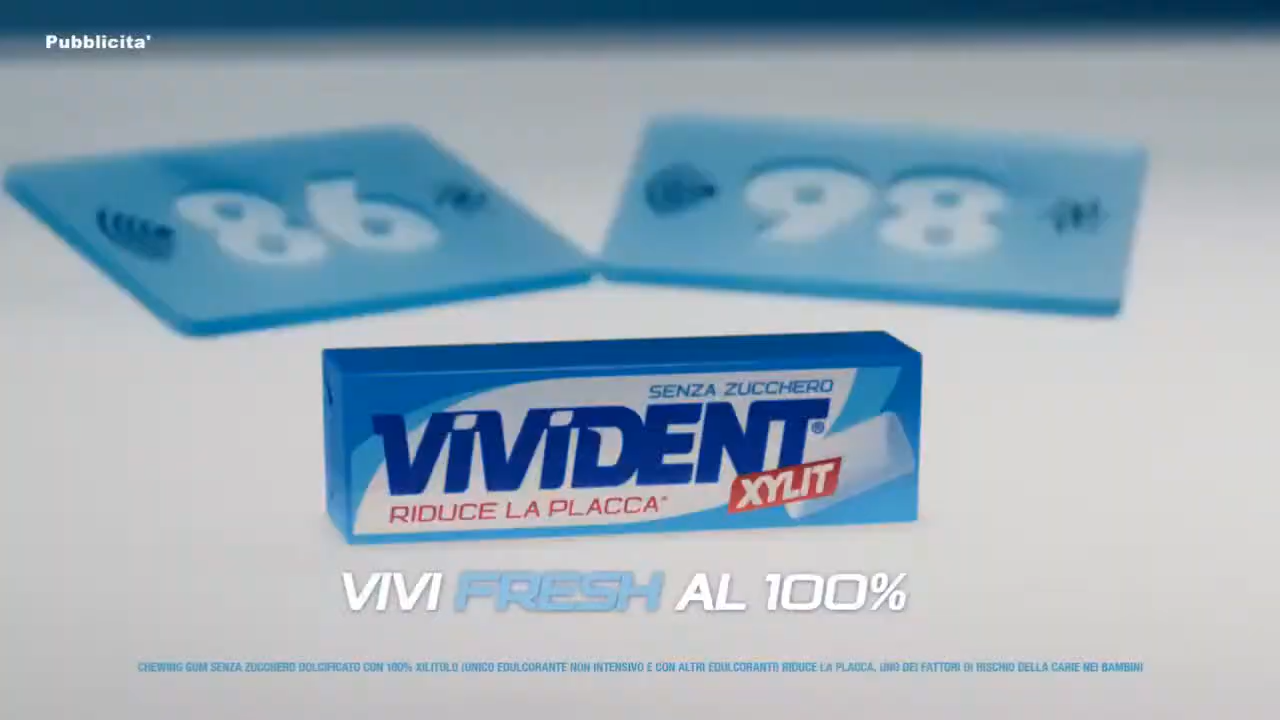 Pubblicita'
86
98
SENZA ZUCCHERO
ViViDENT®
XYLIT
RIDUCE LA PLACCA*
VIVI FRESH AL 100%
CHEWING GUM SENZA ZUCCHERO DOLCIFICATO CON 100% XILITOLO (UNICO EDULCORANTE NON INTENSIVO E CON ALTRI EDULCORANTI) RIDUCE LA PLACCA, UNO DEI FATTORI DI RISCHIO DELLA CARIE NEI BAMBINI